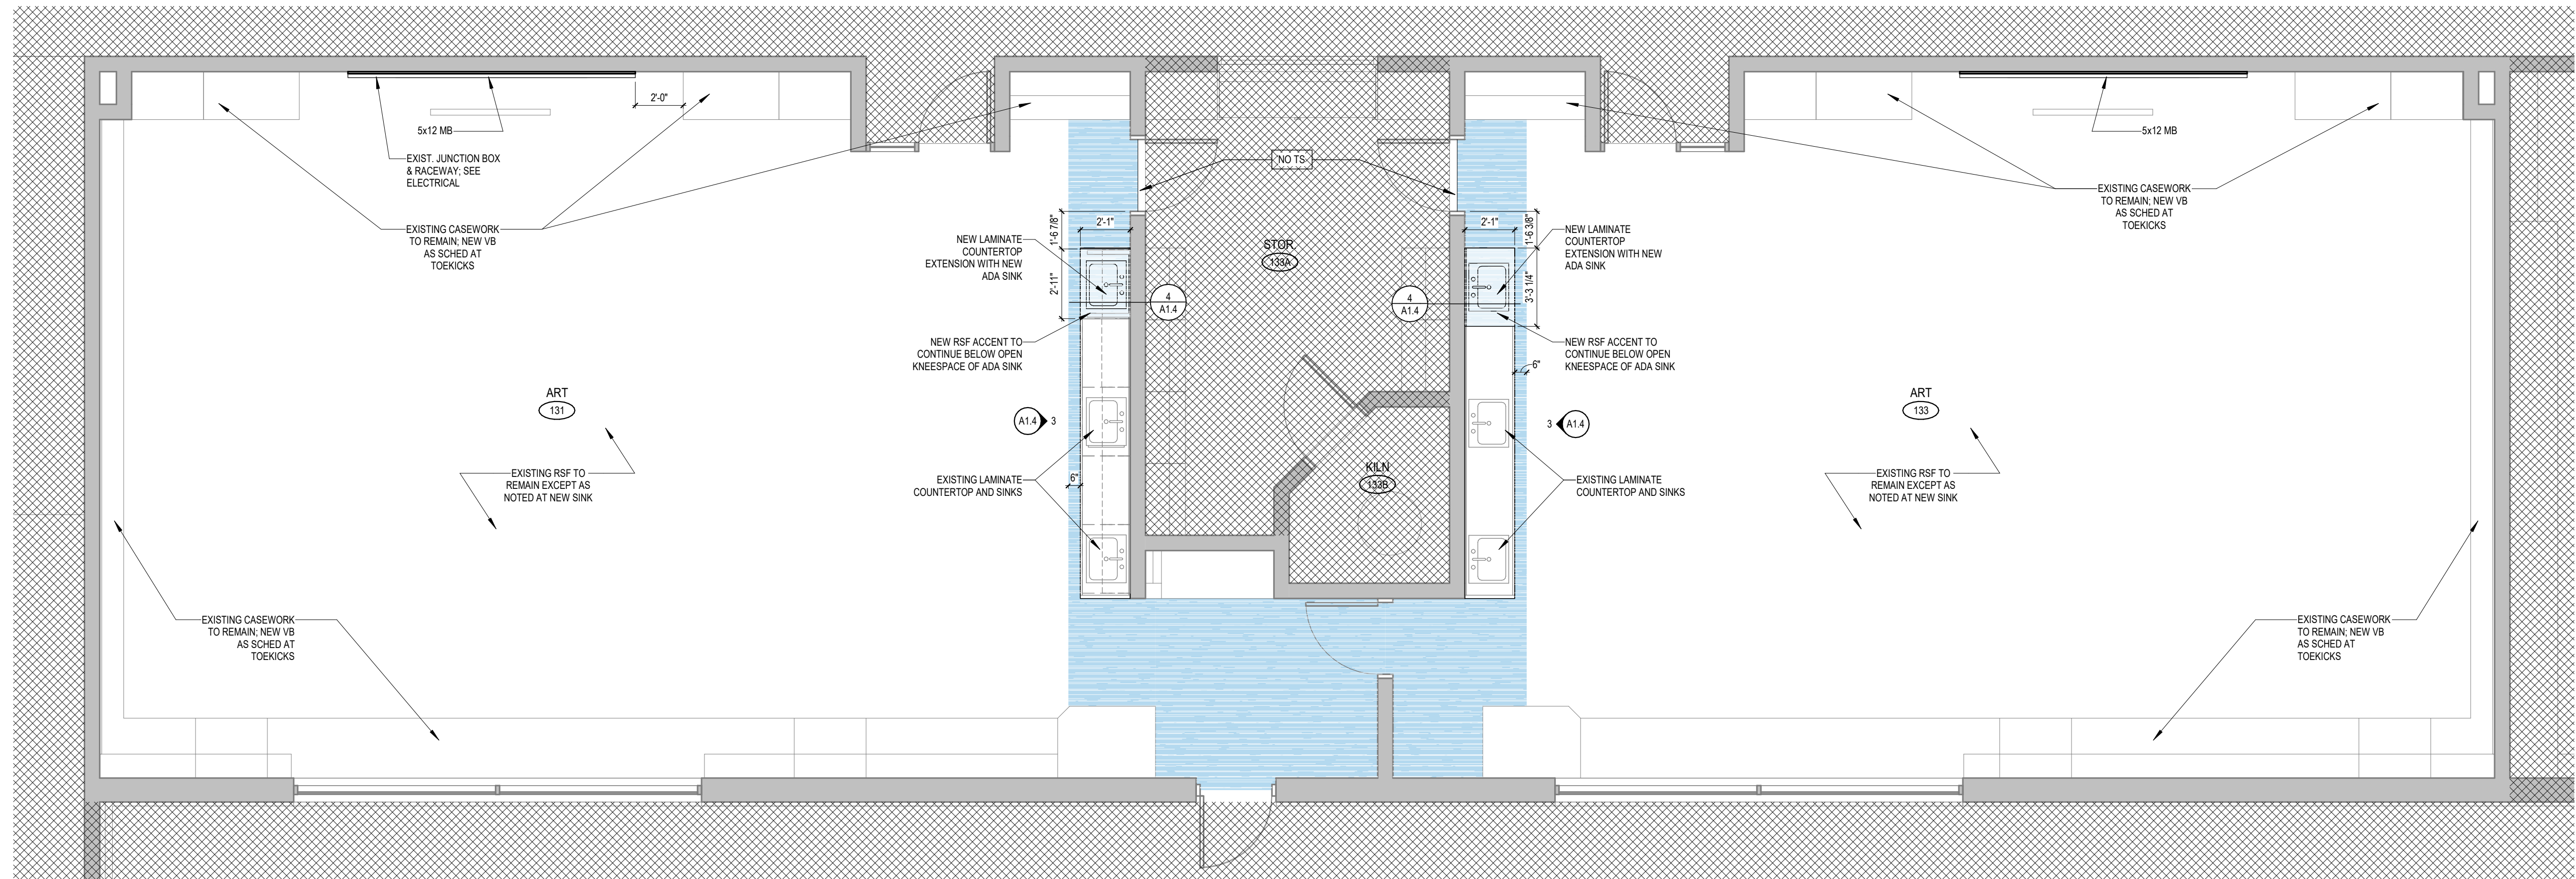 2'-0"
5x12 MB
EXIST. JUNCTION BOX
& RACEWAY; SEE
ELECTRICAL
EXISTING CASEWORK
TO REMAIN; NEW VB
AS SCHED AT
TOEKICKS
NEW LAMINATE
COUNTERTOP
EXTENSION WITH NEW
ADA SINK
1'-6 7/8"
2'-1"
2'-11"
NEW RSF ACCENT TO
CONTINUE BELOW OPEN
KNEESPACE OF ADA SINK
4
A1.4
ART
131
A1.4
3
EXISTING RSF TO
REMAIN EXCEPT AS
NOTED AT NEW SINK
EXISTING LAMINATE
COUNTERTOP AND SINKS
6"
EXISTING CASEWORK
TO REMAIN; NEW VB
AS SCHED AT
TOEKICKS
NO TS
STOR.
133A
KILN
133B
4
A1.4
2'-1"
1'-6 3/8"
3'-3 1/4"
NEW LAMINATE
COUNTERTOP
EXTENSION WITH NEW
ADA SINK
NEW RSF ACCENT TO
CONTINUE BELOW OPEN
KNEESPACE OF ADA SINK
6"
3
A1.4
EXISTING LAMINATE
COUNTERTOP AND SINKS
5x12 MB
EXISTING CASEWORK
TO REMAIN; NEW VB
AS SCHED AT
TOEKICKS
ART
133
EXISTING RSF TO
REMAIN EXCEPT AS
NOTED AT NEW SINK
EXISTING CASEWORK
TO REMAIN; NEW VB
AS SCHED AT
TOEKICKS